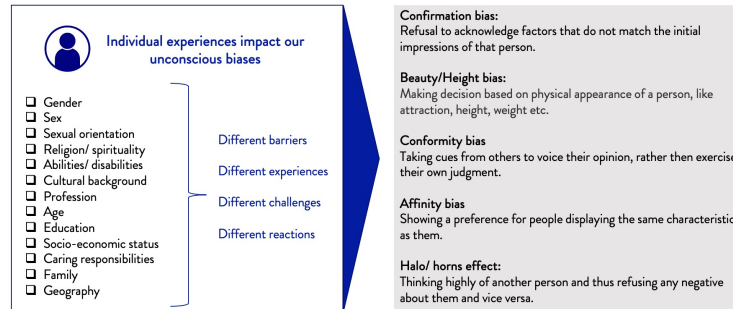 Individual experiences impact our
unconscious biases
Gender
Sex
Sexual orientation
Religion/ spirituality
Abilities/ disabilities
Cultural background
Profession
Age
Education
Socio-economic status
Caring responsibilities
Family
Geography
Different barriers
Different experiences
Different challenges
Different reactions
Confirmation bias:
Refusal to acknowledge factors that do not match the initial
impressions of that person.
Beauty/Height bias:
Making decision based on physical appearance of a person, like
attraction, height, weight etc.
Conformity bias
Taking cues from others to voice their opinion, rather then exercise
their own judgment.
Affinity bias
Showing a preference for people displaying the same characteristic
as them.
Halo/ horns effect:
Thinking highly of another person and thus refusing any negative
about them and vice versa.